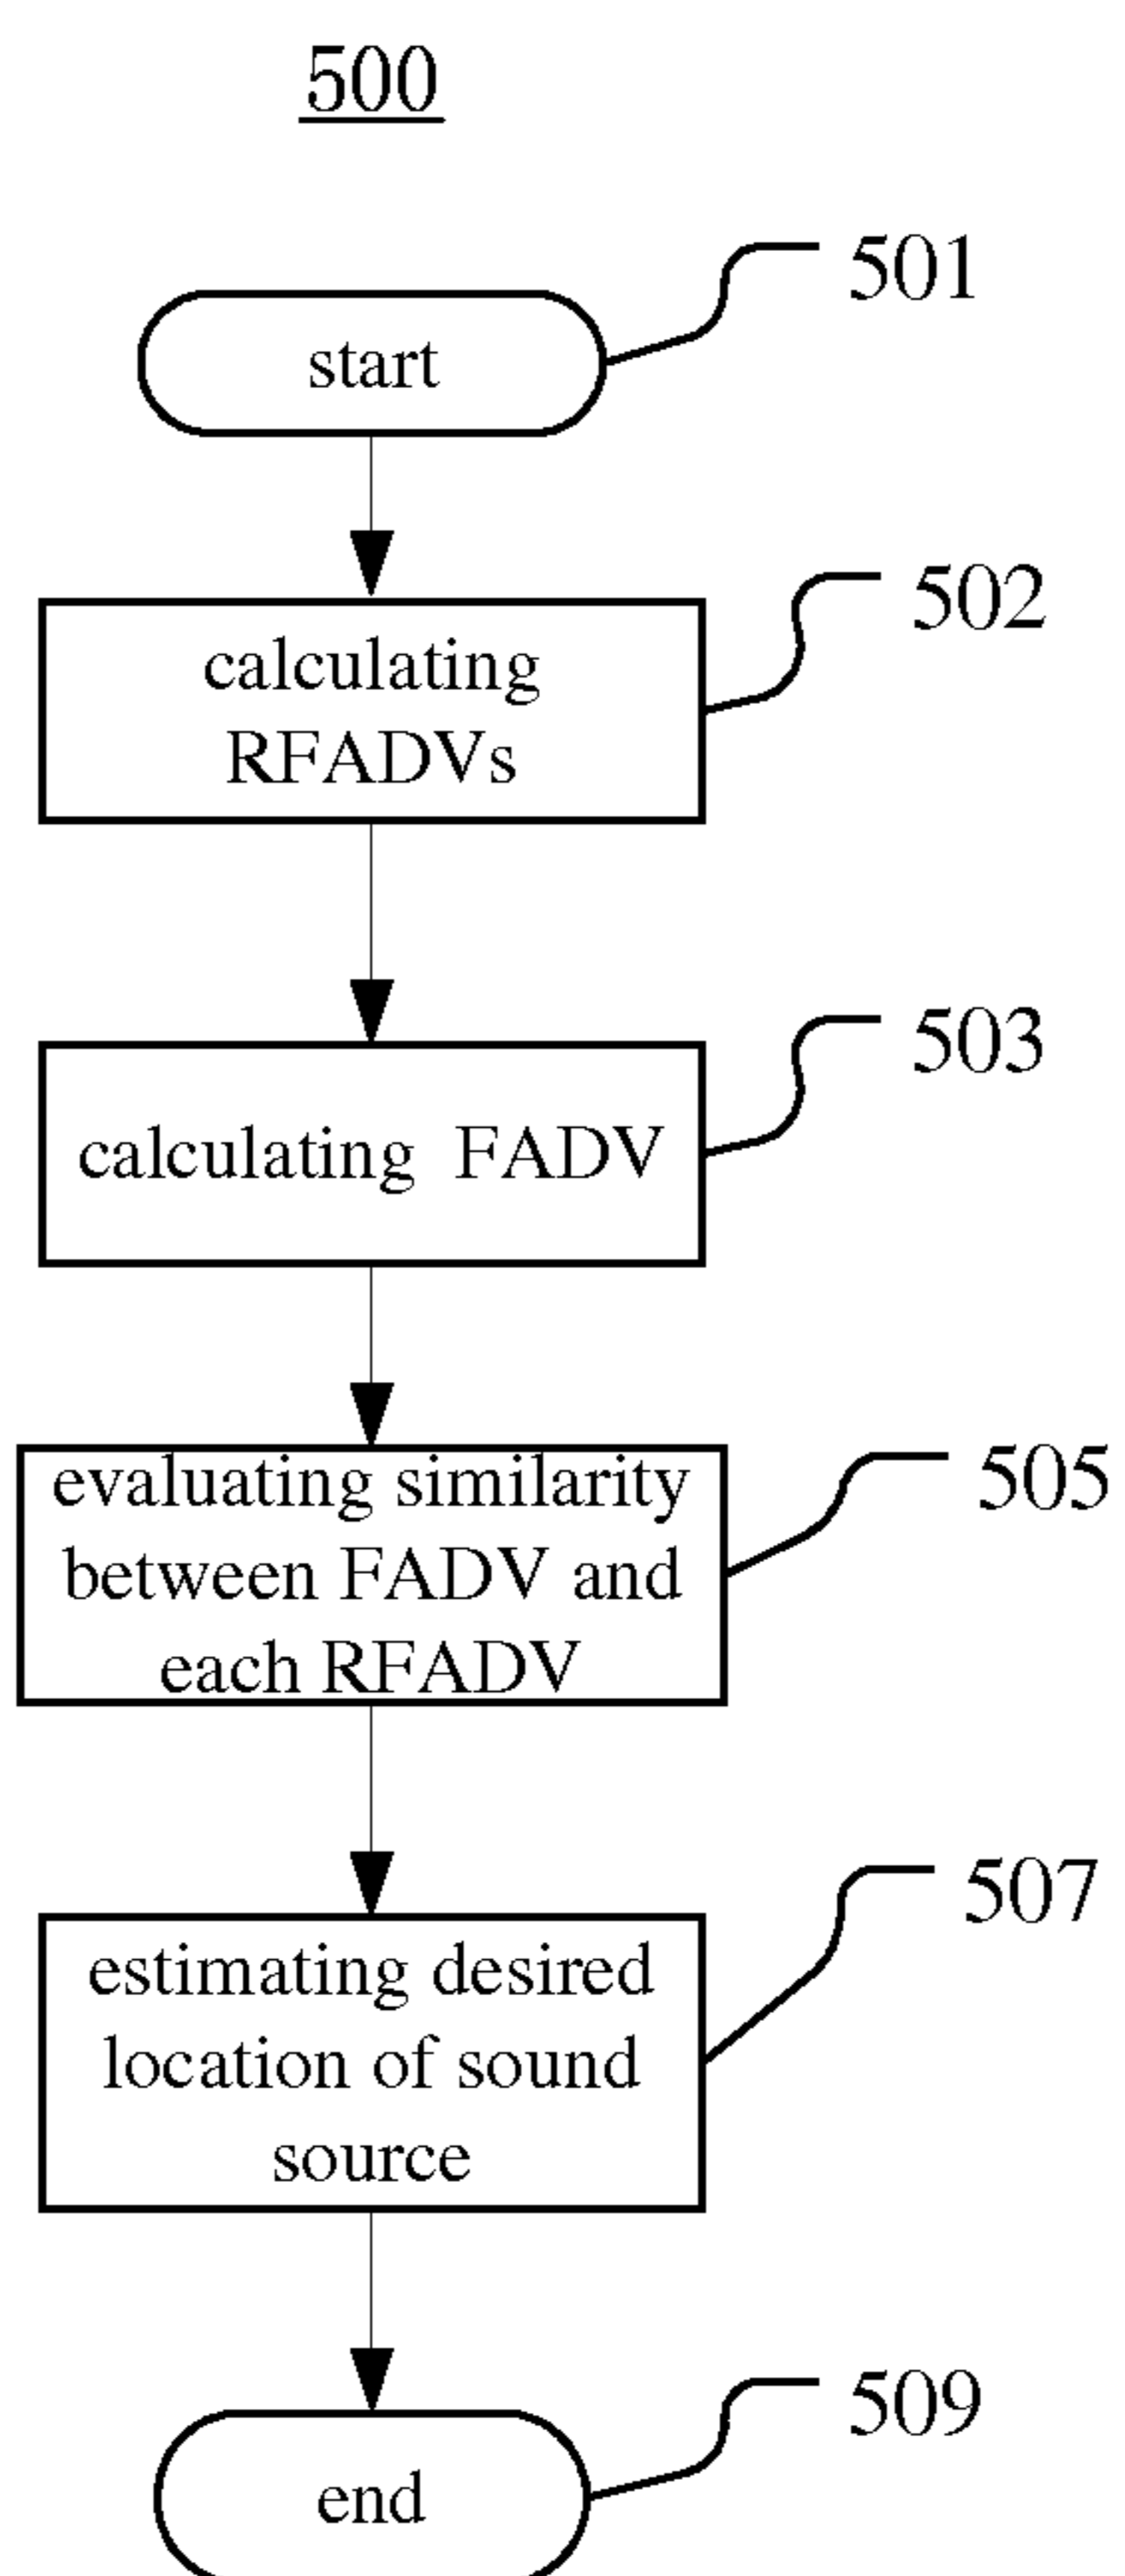 500
501
start
502
calculating
RFADVs
503
calculating FADV
505
evaluating similarity
between FADV and
each RFADV
507
estimating desired
location of sound
source
509
end